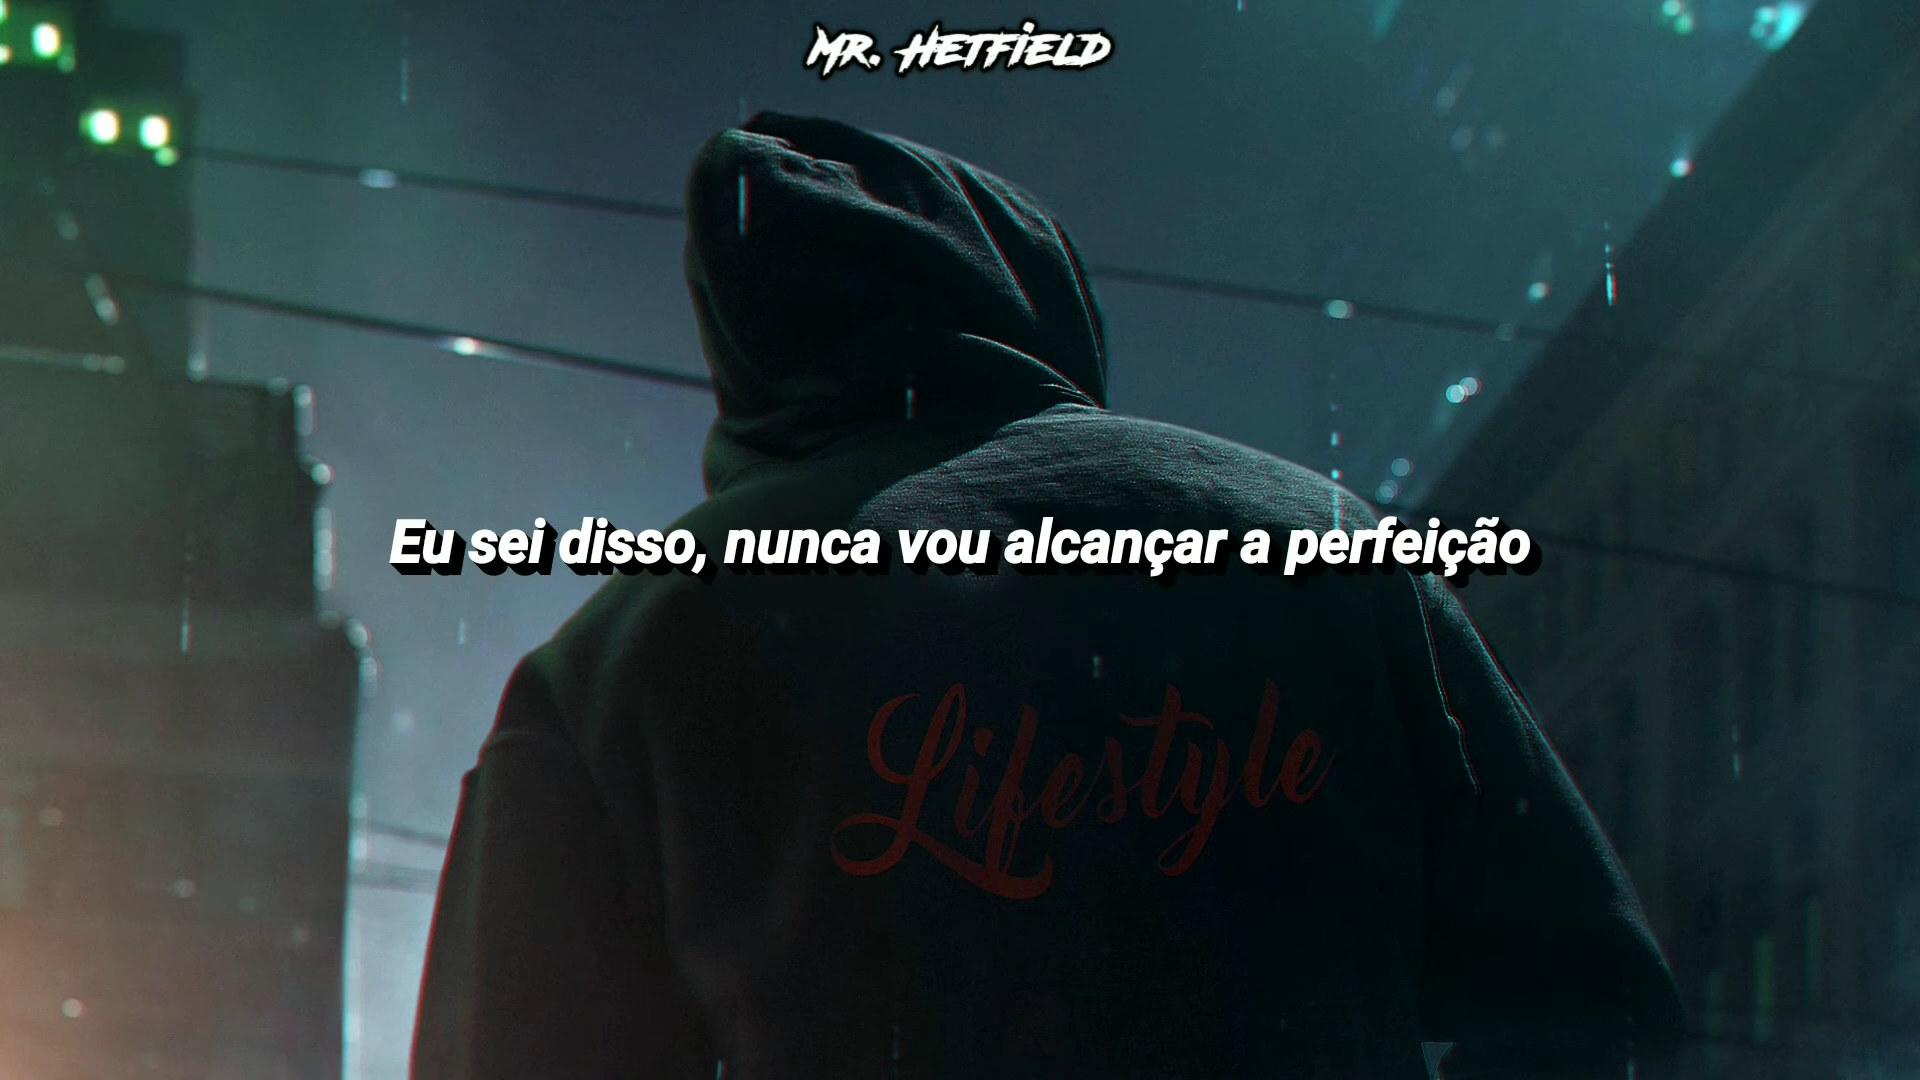 MR. HETFIELD
Eu sei disso, nunca vou alcançar a perfeição
Lifestyle